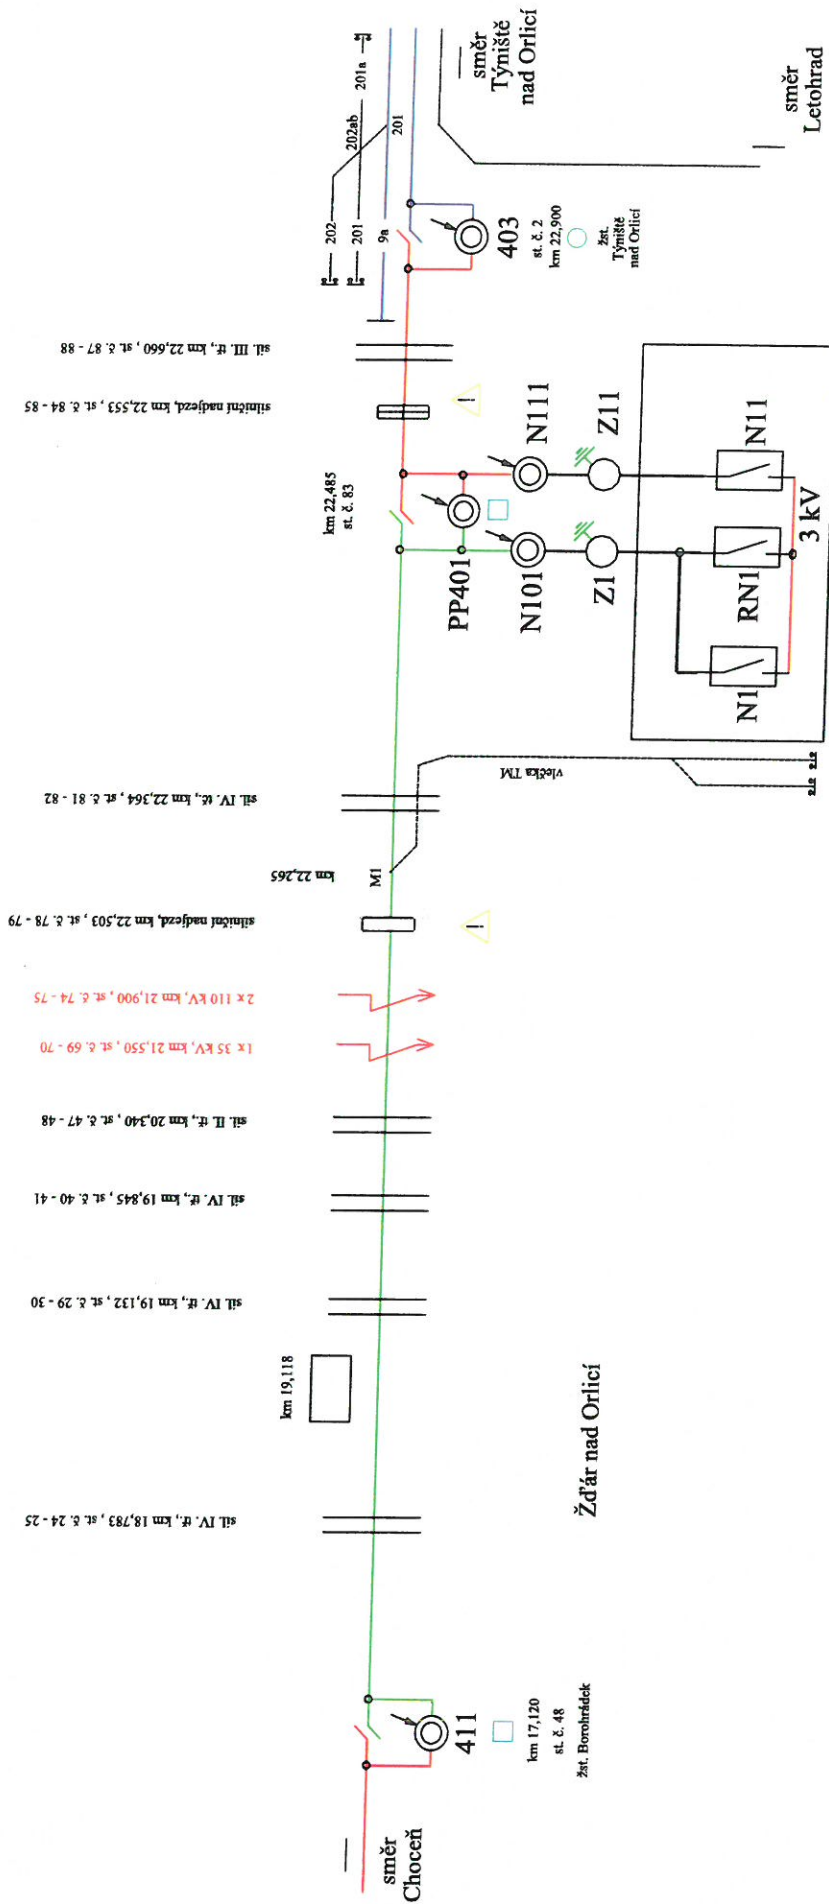 směr
Choceň
411
km 17,120
st. č. 48
žst. Borohrádek
sil. IV. tř., km 18,783 , st. č. 24 - 25
km 19,118
Žďár nad Orlicí
sil. IV. tř., km 19,132 , st. č. 29 - 30
sil. IV. tř., km 19,845 , st. č. 40 - 41
sil. II. tř., km 20,340 , st. č. 47 - 48
1x 35 kV, km 21,550 , st. č. 69 - 70
2x 110 kV, km 21,900 , st. č. 74 - 75
silniční nadjezd, km 22,503 , st. č. 78 - 79
!
km 22,265
M1
sil. IV. tč., km 22,364 , st. č. 81 - 82
vlečka TM
km 22,485
st. č. 83
PP401
N101
N111
Z1
Z11
N1
RN1
N11
3 kV
silniční nadjezd, km 22,553 , st. č. 84 - 85
!
sil. III. tř., km 22,660 , st. č. 87 - 88
403
st. č. 2
km 22,900
žst.
Týniště
nad Orlicí
202
201
9a
202ab
201a
201
směr
Týniště
nad Orlicí
směr
Letohrad